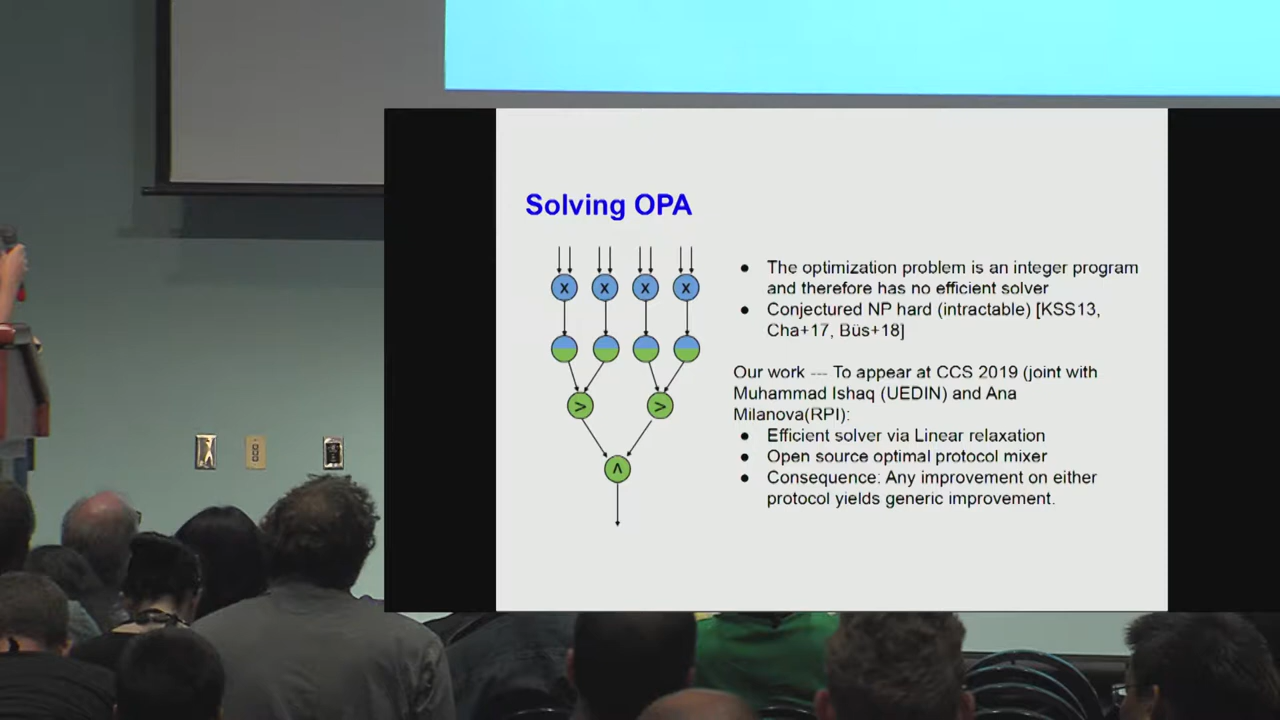 Solving OPA
x x x x
> >
∧
● The optimization problem is an integer program
and therefore has no efficient solver
● Conjectured NP hard (intractable) [KSS13,
Cha+17, Büs+18]
Our work --- To appear at CCS 2019 (joint with
Muhammad Ishaq (UEDIN) and Ana
Milanova(RPI):
● Efficient solver via Linear relaxation
● Open source optimal protocol mixer
● Consequence: Any improvement on either
protocol yields generic improvement.